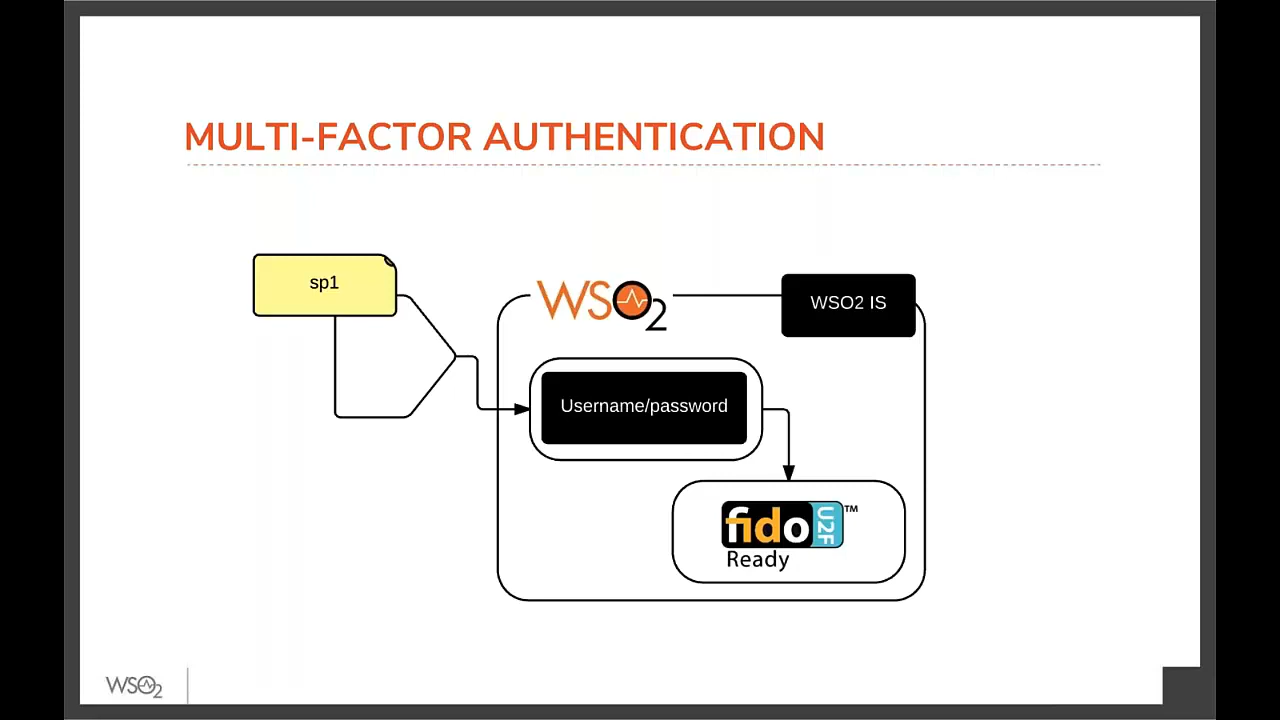 MULTI-FACTOR AUTHENTICATION
sp1
WSO2
WSO2 IS
Username/password
fido U2F ™
Ready
WSO2